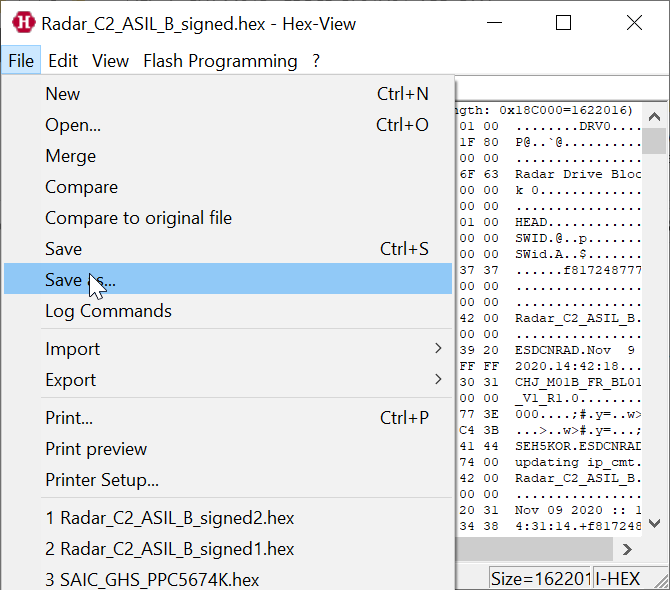 Radar_C2_ASIL_B_signed.hex - Hex-View
File Edit View Flash Programming ?
New Ctrl+N
Open... Ctrl+O
Merge
Compare
Compare to original file
Save Ctrl+S
Save as...
Log Commands
Import
Export
Print... Ctrl+P
Print preview
Printer Setup...
1 Radar_C2_ASIL_B_signed2.hex
2 Radar_C2_ASIL_B_signed1.hex
3 SAIC_GHS_PPC5674K.hex
ngth: 0x18C000=1622016)
01 00 ........DRV0....
1F 80 P@..`@..........
00 00 ................
6F 63 Radar Drive Bloc
00 00 k 0.............
00 00 ................
01 00 HEAD............
00 00 SWID.@..p.......
00 00 SWid.A..$.......
37 37 ......f817248777
00 00 ................
00 00 ................
42 00 Radar_C2_ASIL_B.
00 00 ................
39 20 ESDCNRAD.Nov  9
FF FF 2020.14:42:18...
30 31 CHJ_M01B_FR_BL01
00 00 _V1_R1.0........
77 3E 000....;#.y=..w>
C4 3B ...>..w>#.y=...;
41 44 SEH5KOR.ESDCNRAD
74 00 updating ip_cmt.
42 00 Radar_C2_ASIL_B.
00 00 ................
20 31 Nov 09 2020 :: 1
34 38 4:31:14.+f817248
Size=162201 I-HEX